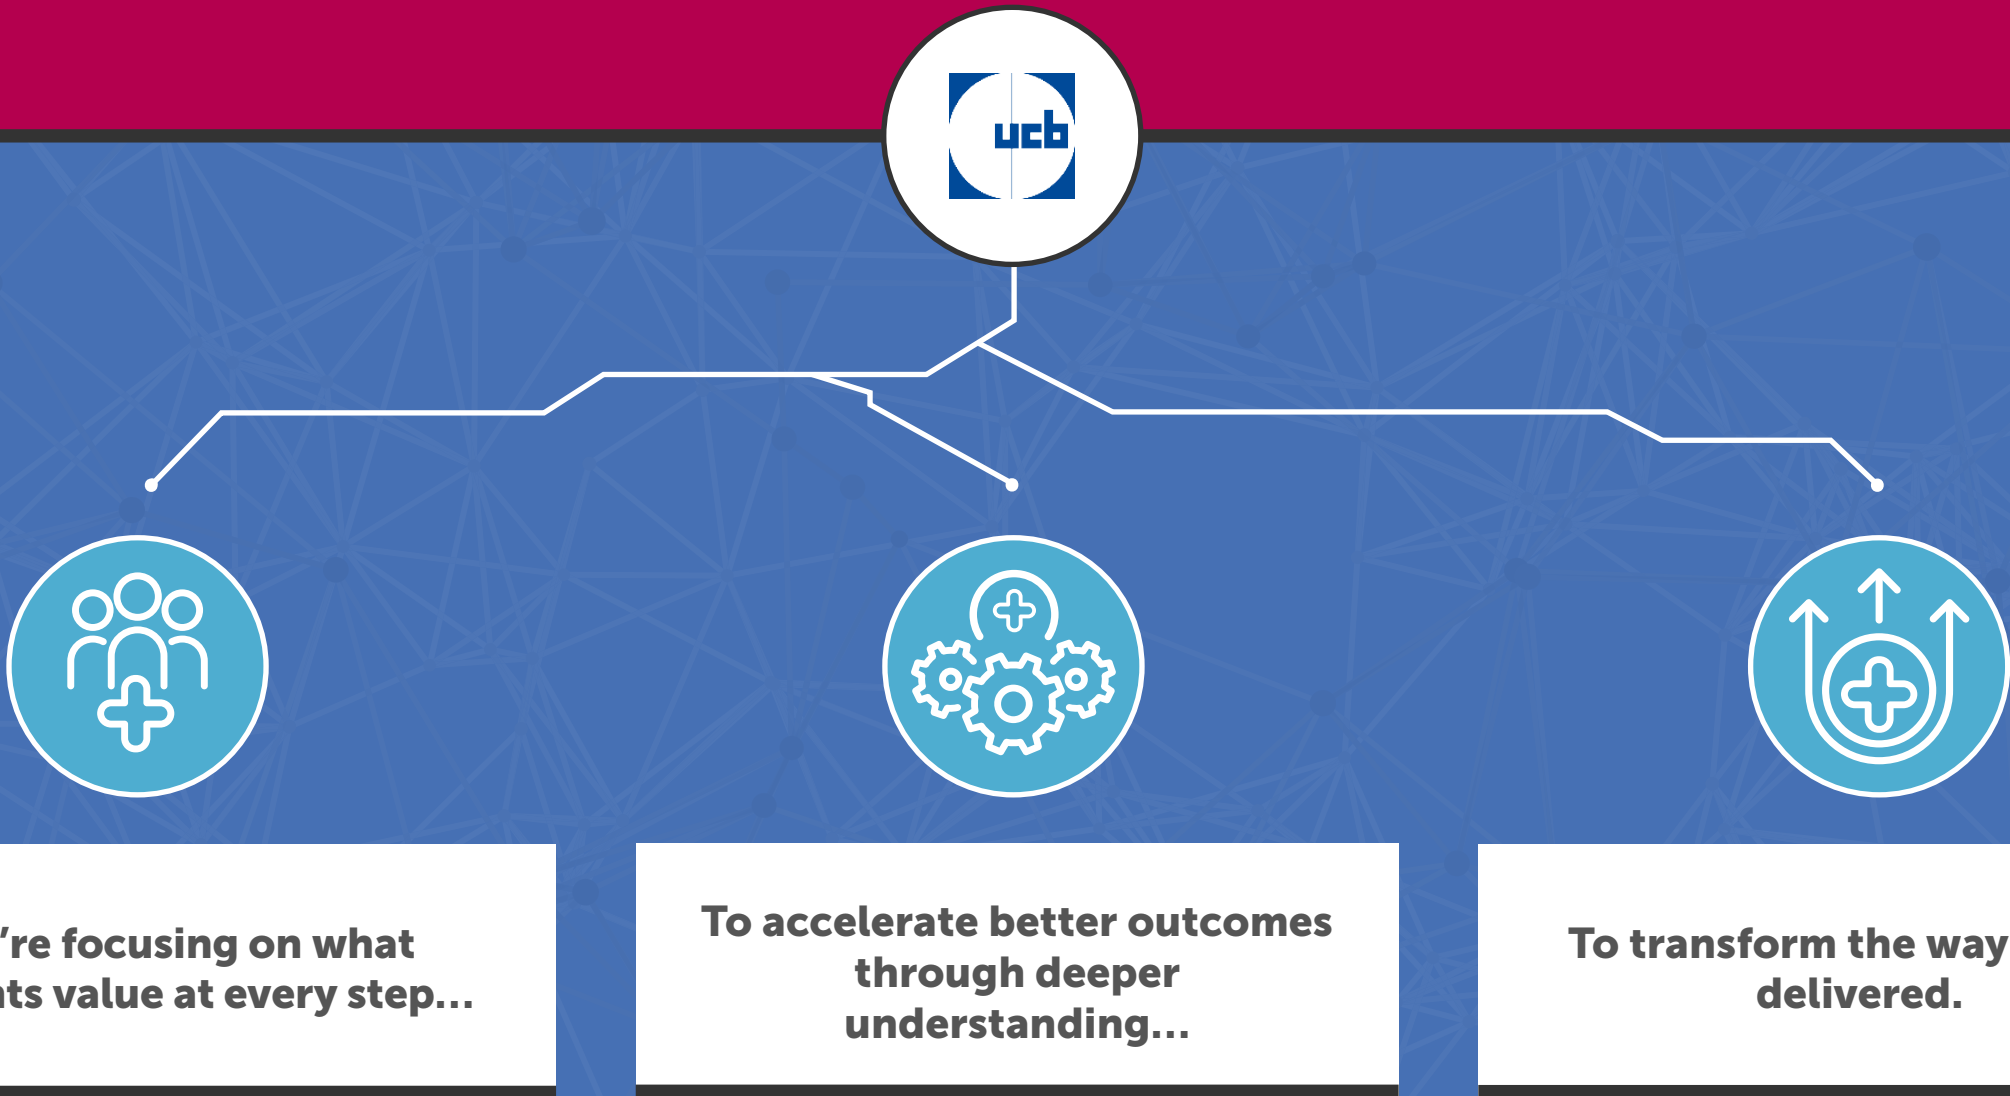 ucb
're focusing on what
value at every step…
To accelerate better outcomes
through deeper
understanding…
To transform the way
delivered.